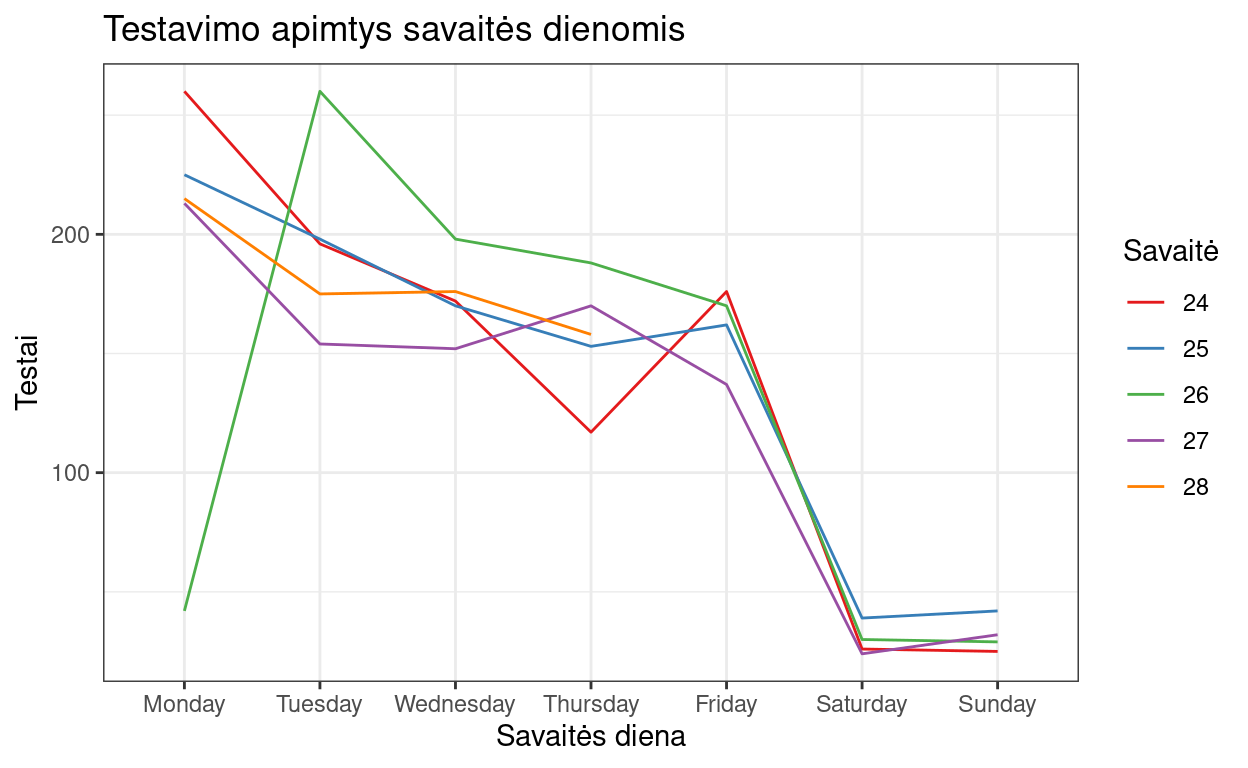 Testavimo apimtys savaitės dienomis
Testai
200
100
Monday Tuesday Wednesday Thursday Friday Saturday Sunday
Savaitės diena
Savaitė
24
25
26
27
28